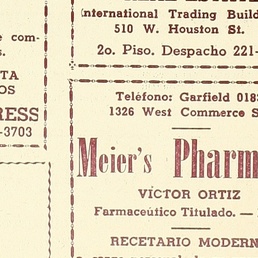 e com-
s.
TA
OS
RESS
-3703
International Trading Build
510 W. Houston St.
2o. Piso. Despacho 221-
Teléfono: Garfield 018
1326 West Commerce S
Meier's Pharm
VICTOR ORTIZ
Farmacéutico Titulado. —
RECETARIO MODERN